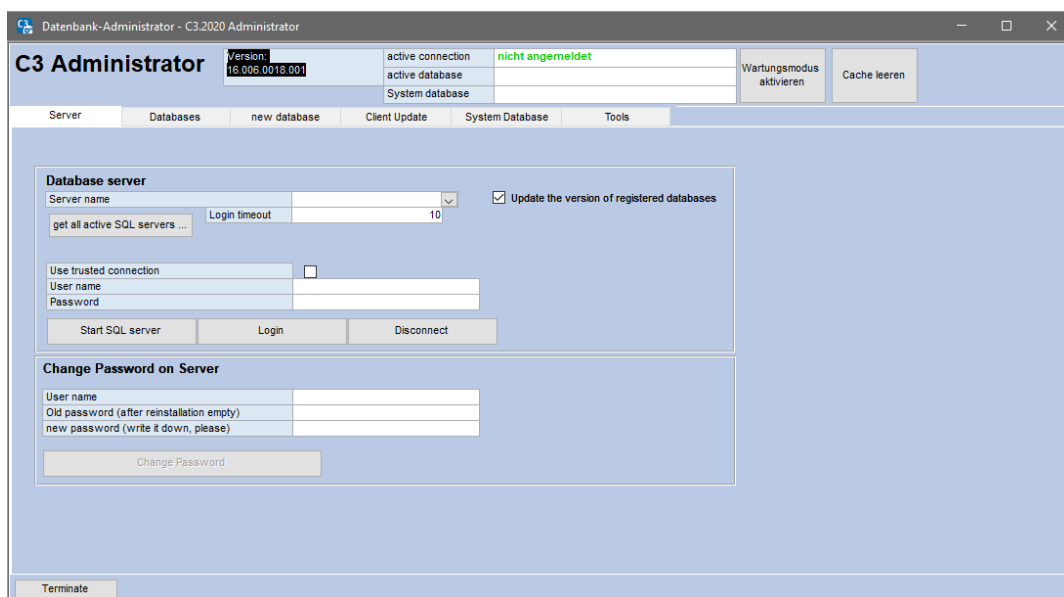 Datenbank-Administrator - C3.2020 Administrator
C3 Administrator
Version:
16.006.0018.001
active connection
nicht angemeldet
active database
System database
Wartungsmodus
aktivieren
Cache leeren
Server
Databases
new database
Client Update
System Database
Tools
Database server
Server name
Update the version of registered databases
get all active SQL servers ...
Login timeout
10
Use trusted connection
User name
Password
Start SQL server
Login
Disconnect
Change Password on Server
User name
Old password (after reinstallation empty)
new password (write it down, please)
Change Password
Terminate